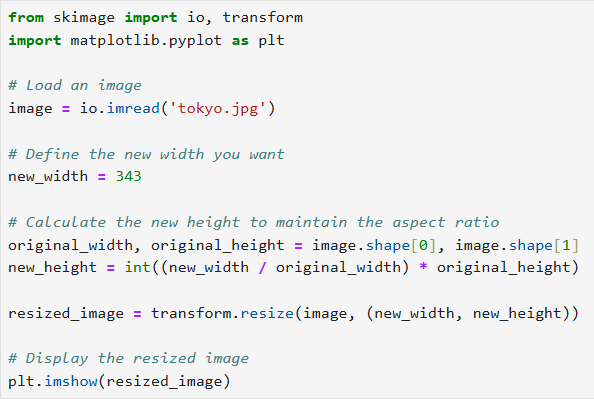 from skimage import io, transform
import matplotlib.pyplot as plt

# Load an image
image = io.imread('tokyo.jpg')

# Define the new width you want
new_width = 343

# Calculate the new height to maintain the aspect ratio
original_width, original_height = image.shape[0], image.shape[1]
new_height = int((new_width / original_width) * original_height)

resized_image = transform.resize(image, (new_width, new_height))

# Display the resized image
plt.imshow(resized_image)